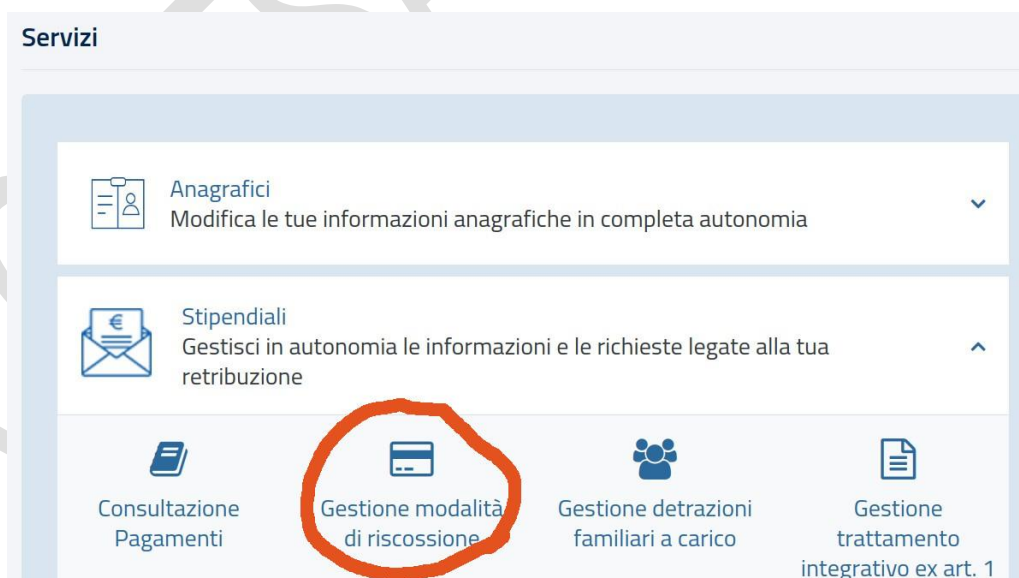 Servizi
Anagrafici
Modifica le tue informazioni anagrafiche in completa autonomia
€
Stipendiali
Gestisci in autonomia le informazioni e le richieste legate alla tua
retribuzione
Consultazione
Pagamenti
Gestione modalità
di riscossione
Gestione detrazioni
familiari a carico
Gestione
trattamento
integrativo ex art. 1